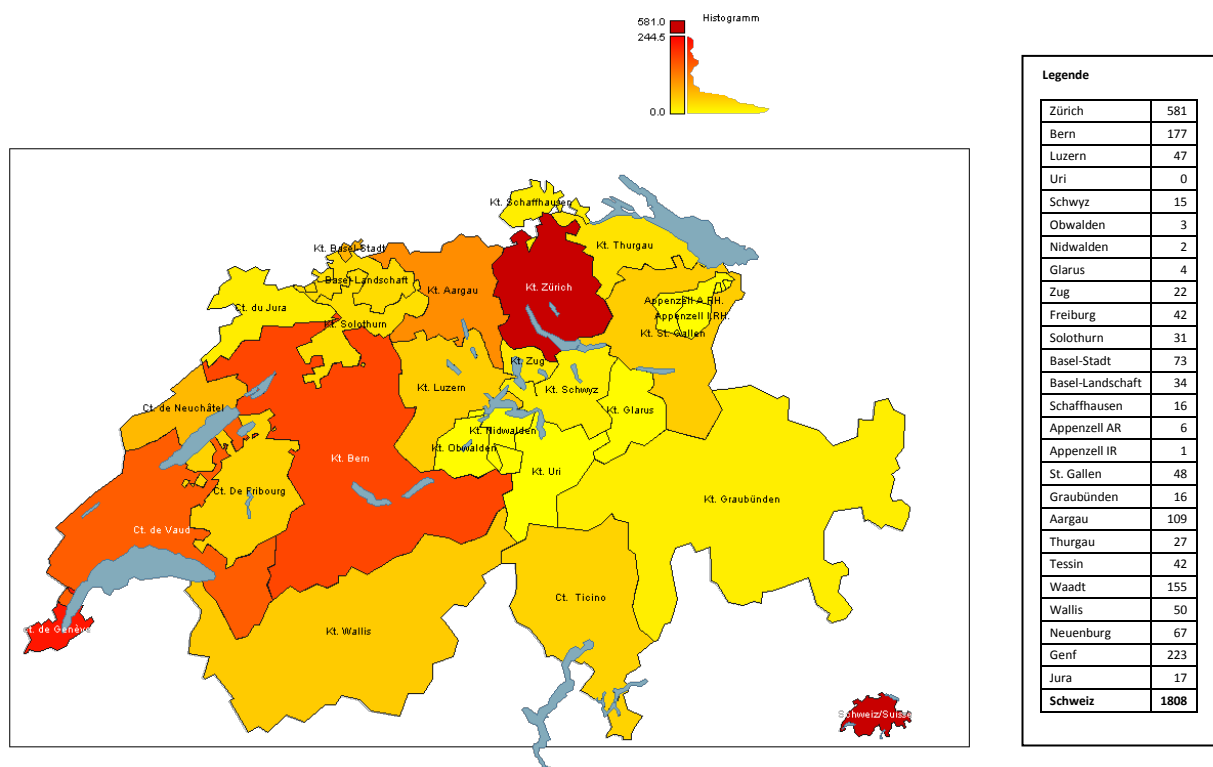 581.0
Histogramm
244.5
0.0
Kt. Schaffhausen
Kt. Basel-Stadt
Kt. Thurgau
Basel-Landschaft
Kt. Aargau
Kt. Zürich
Ct. du Jura
Appenzell A.RH.
Appenzell I.RH.
Kt. Solothurn
Kt. St. Gallen
Kt. Zug
Kt. Luzern
Kt. Schwyz
Ct. de Neuchâtel
Kt. Glarus
Kt. Nidwalden
Kt. Obwalden
Kt. Bern
Kt. Uri
Ct. De Fribourg
Kt. Graubünden
Ct. de Vaud
Ct. Ticino
Ct. de Genève
Kt. Wallis
Schweiz/Suisse
Legende
Zürich 581
Bern 177
Luzern 47
Uri 0
Schwyz 15
Obwalden 3
Nidwalden 2
Glarus 4
Zug 22
Freiburg 42
Solothurn 31
Basel-Stadt 73
Basel-Landschaft 34
Schaffhausen 16
Appenzell AR 6
Appenzell IR 1
St. Gallen 48
Graubünden 16
Aargau 109
Thurgau 27
Tessin 42
Waadt 155
Wallis 50
Neuenburg 67
Genf 223
Jura 17
Schweiz 1808